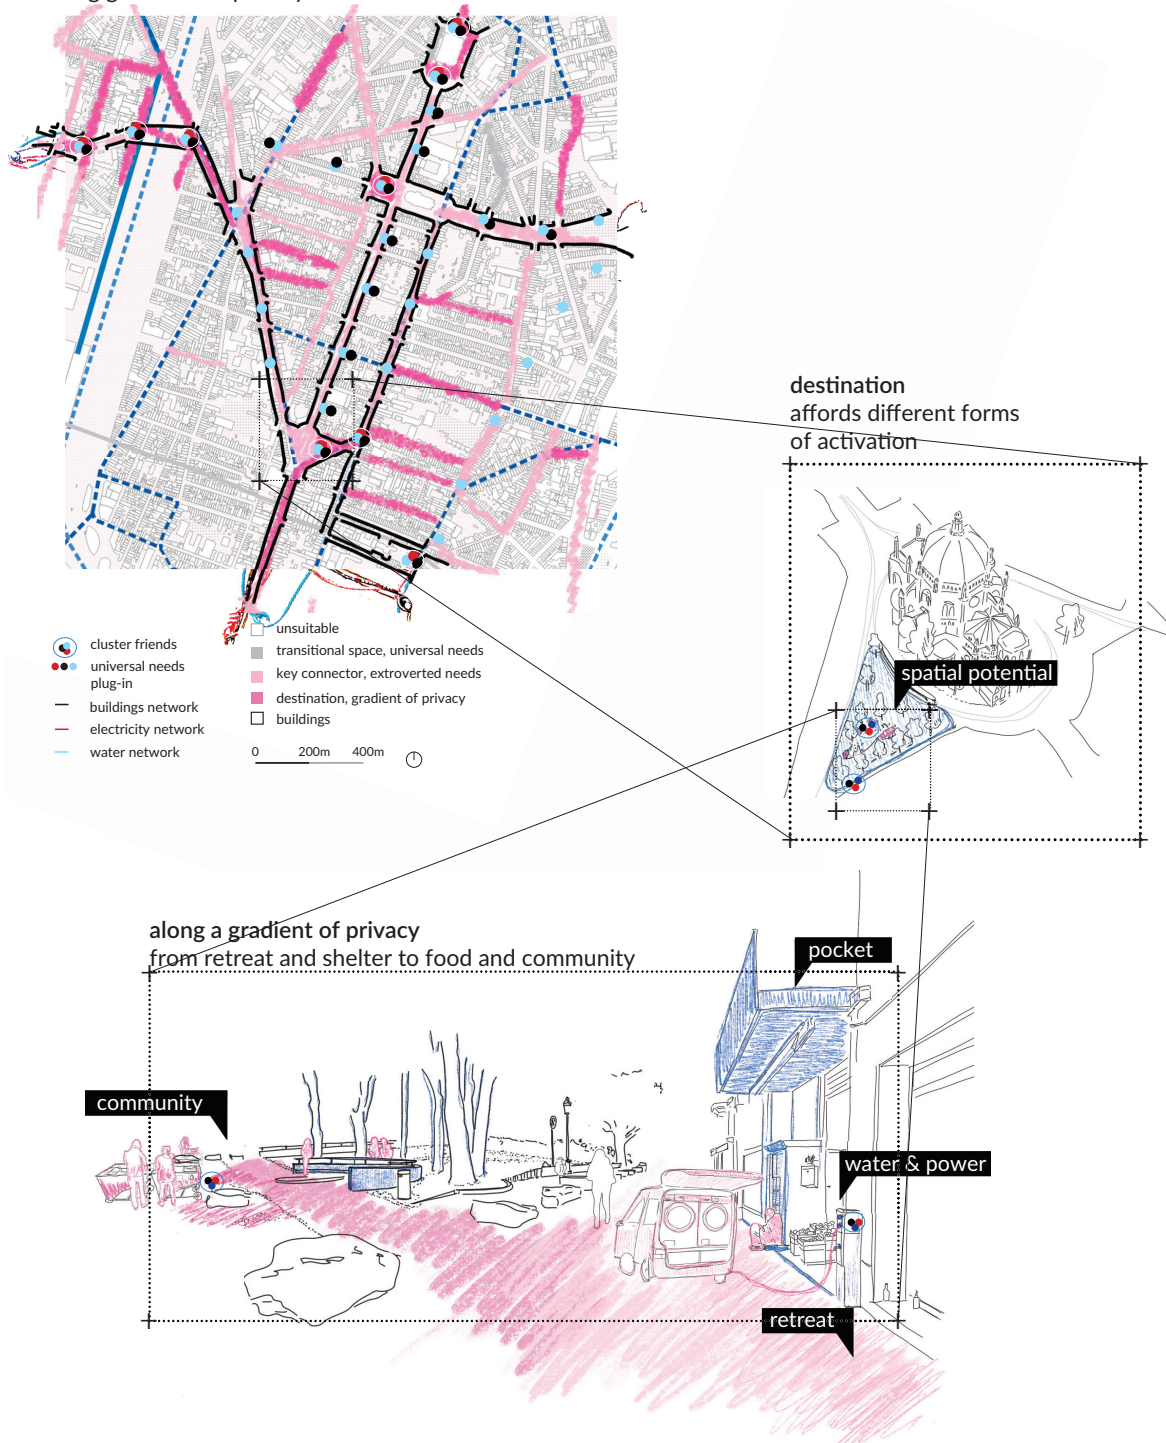 destination
affords different forms
of activation
cluster friends
universal needs
plug-in
buildings network
electricity network
water network
unsuitable
transitional space, universal needs
key connector, extroverted needs
destination, gradient of privacy
buildings
0 200m 400m
spatial potential
along a gradient of privacy
from retreat and shelter to food and community
pocket
community
water & power
retreat